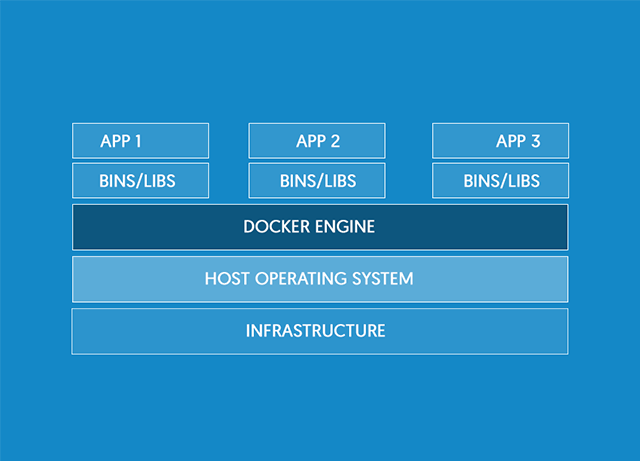 APP 1
APP 2
APP 3
BINS/LIBS
BINS/LIBS
BINS/LIBS
DOCKER ENGINE
HOST OPERATING SYSTEM
INFRASTRUCTURE